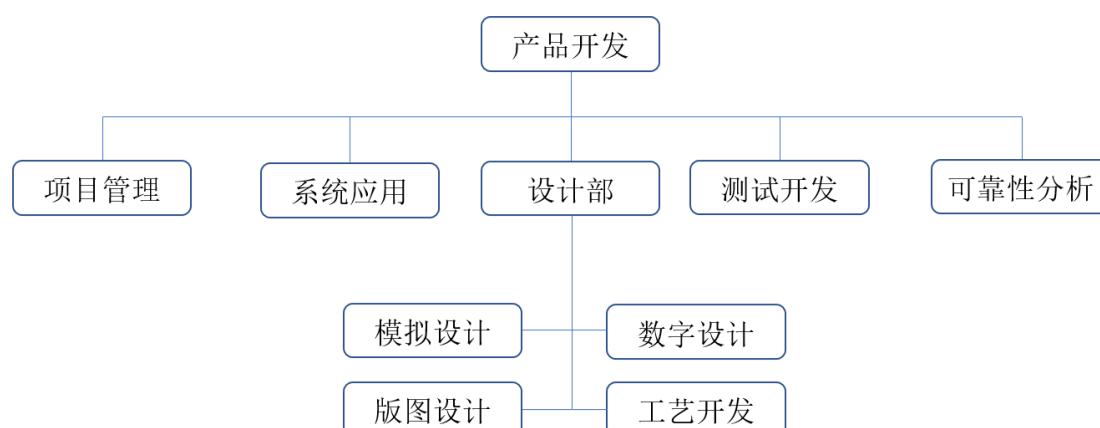 产品开发
项目管理
系统应用
设计部
测试开发
可靠性分析
模拟设计
数字设计
版图设计
工艺开发